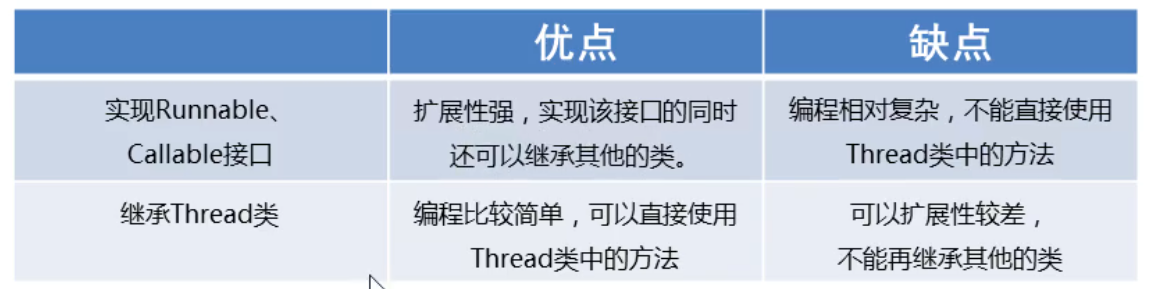 优点
缺点
实现Runnable、
Callable接口
扩展性强，实现该接口的同时
还可以继承其他的类。
编程相对复杂，不能直接使用
Thread类中的方法
继承Thread类
编程比较简单，可以直接使用
Thread类中的方法
可以扩展性较差，
不能再继承其他的类